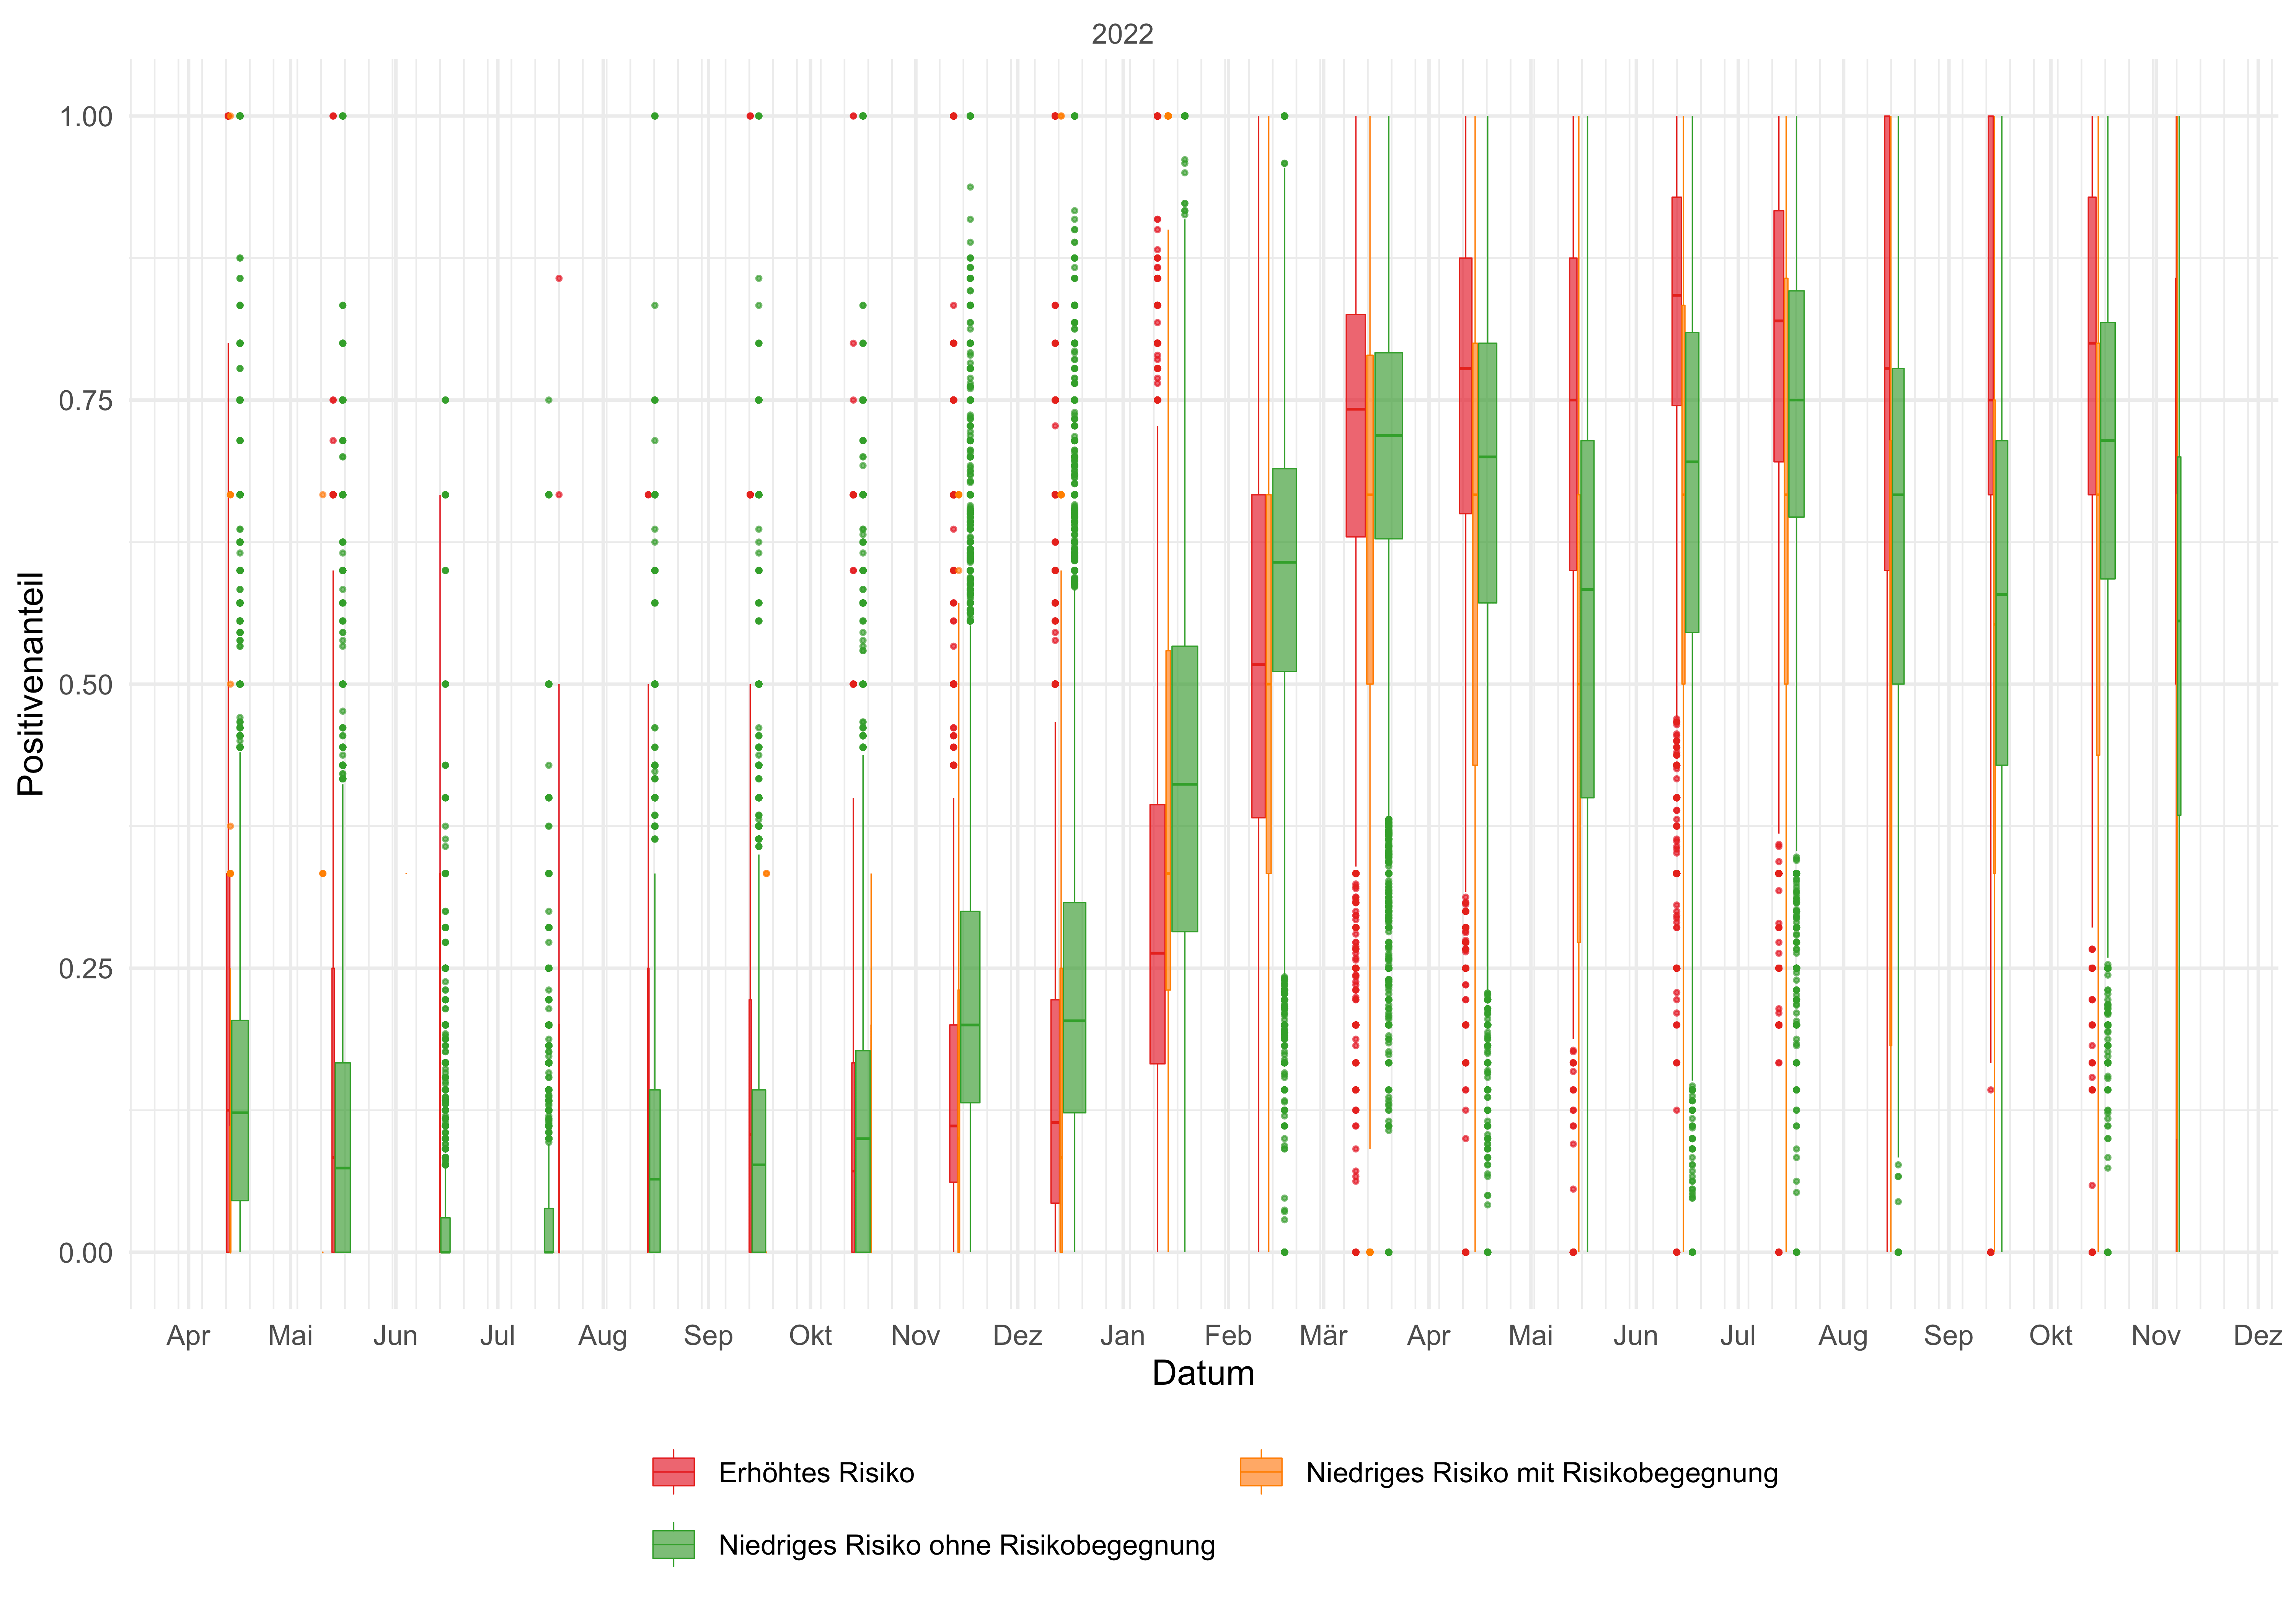 2022
1.00
0.75
0.50
0.25
0.00
Positivenanteil
Apr Mai Jun Jul Aug Sep Okt Nov Dez Jan Feb Mär Apr Mai Jun Jul Aug Sep Okt Nov Dez
Datum
Erhöhtes Risiko
Niedriges Risiko mit Risikobegegnung
Niedriges Risiko ohne Risikobegegnung